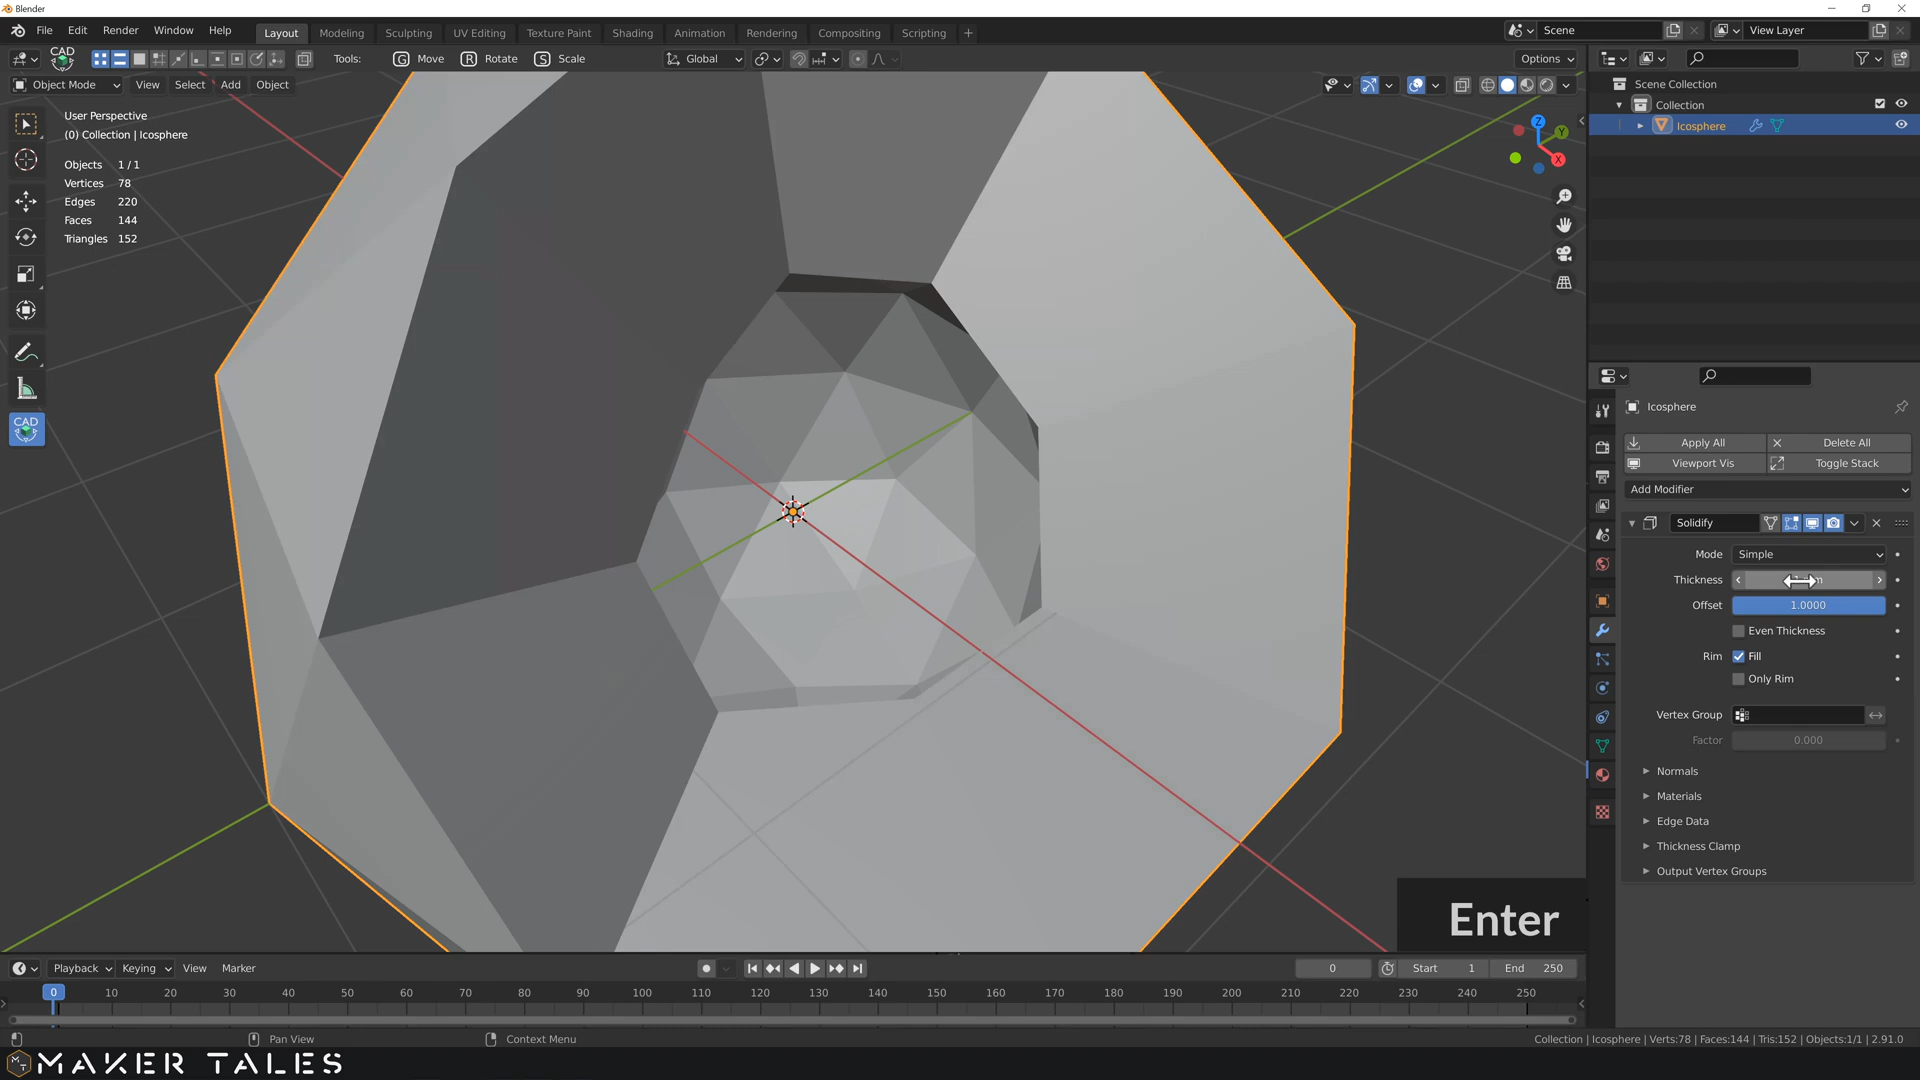 Blender
File Edit Render Window Help
Layout Modeling Sculpting UV Editing Texture Paint Shading Animation Rendering Compositing Scripting +
Scene
View Layer
CAD
Tools: G Move R Rotate S Scale
Global
Options
Object Mode View Select Add Object
User Perspective
(0) Collection | Icosphere
Objects 1 / 1
Vertices 78
Edges 220
Faces 144
Triangles 152
CAD
Z
Y
X
Scene Collection
Collection
Icosphere
Icosphere
Apply All Delete All
Viewport Vis Toggle Stack
Add Modifier
Solidify
Mode Simple
Thickness
Offset 1.0000
Even Thickness
Rim Fill
Only Rim
Vertex Group
Factor 0.000
Normals
Materials
Edge Data
Thickness Clamp
Output Vertex Groups
Enter
Playback Keying View Marker
0 Start 1 End 250
0 10 20 30 40 50 60 70 80 90 100 110 120 130 140 150 160 170 180 190 200 210 220 230 240 250
Pan View Context Menu
Collection | Icosphere | Verts:78 | Faces:144 | Tris:152 | Objects:1/1 | 2.91.0
MAKER TALES